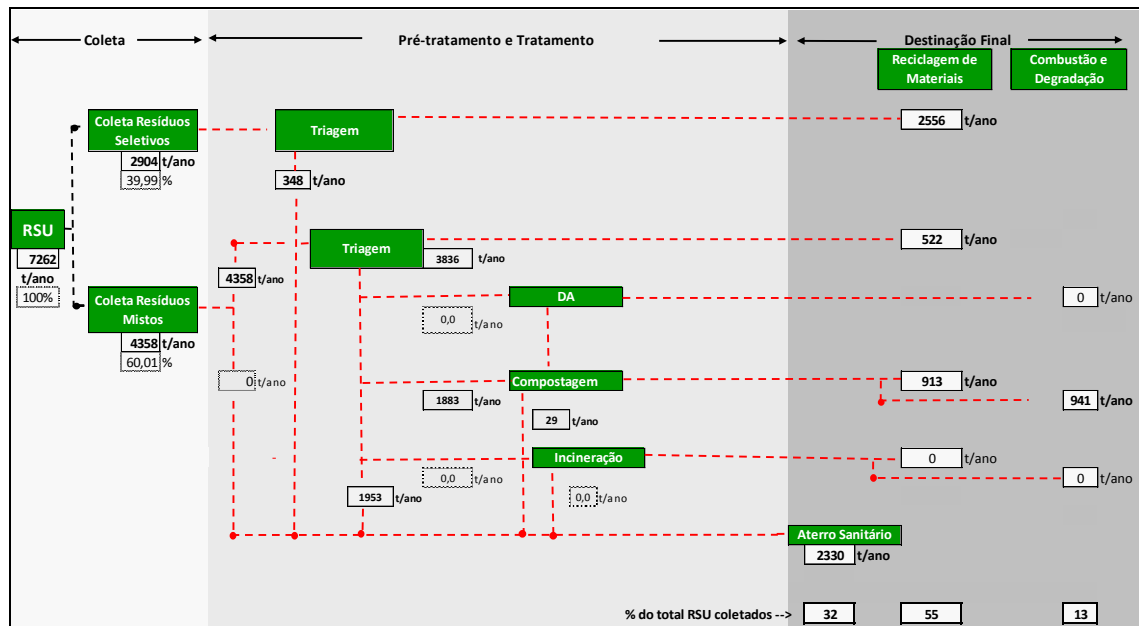 Coleta
Pré-tratamento e Tratamento
Destinação Final
Reciclagem de
Materiais
Combustão e
Degradação
Coleta Resíduos
Seletivos
Triagem
2556 t/ano
2904 t/ano
39,99 %
348 t/ano
RSU
7262
t/ano
100%
Triagem
3836 t/ano
522 t/ano
4358 t/ano
Coleta Resíduos
Mistos
4358 t/ano
60,01 %
DA
0,0 t/ano
0 t/ano
0 t/ano
Compostagem
1883 t/ano
29 t/ano
913 t/ano
941 t/ano
Incineração
0,0 t/ano
0,0 t/ano
0 t/ano
0 t/ano
1953 t/ano
Aterro Sanitário
2330 t/ano
% do total RSU coletados --> 32 55 13